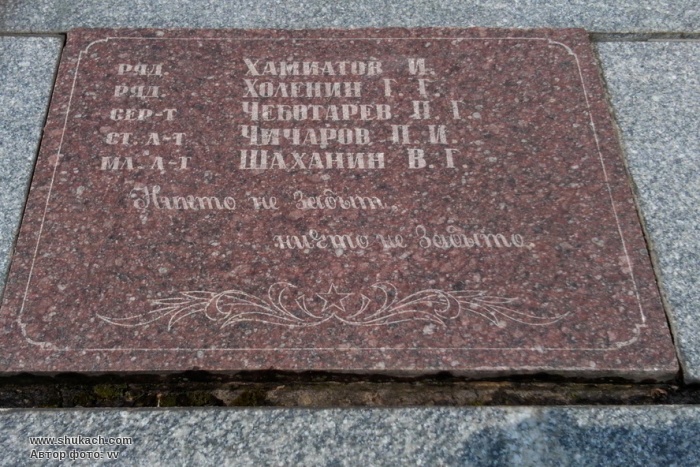 РЯД. ХАМИАТОВ И.
РЯД. ХОЛЕНИН Г. Г.
СЕР-Т ЧЕБОТАРЕВ П. Г.
СТ. Л-Т ЧИЧАРОВ П. И.
МЛ. Л-Т ШАХАНИН В. Г.
Никто не забыт.
ничто не забыто.
www.shukach.com
Автор фото: vv